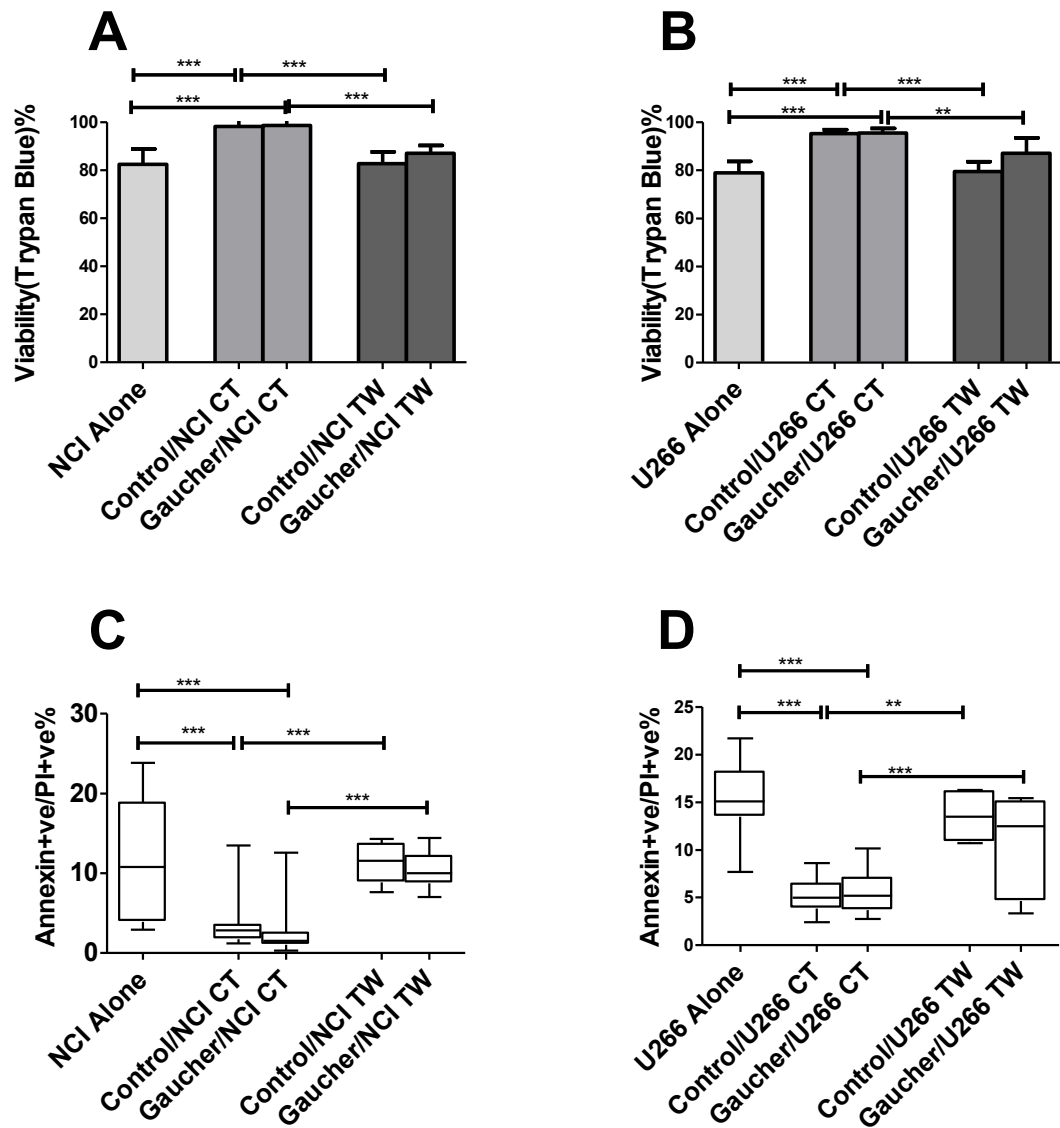 A
***
***
***
***
Viability(Trypan Blue)%
100
80
60
40
20
0
NCI Alone
Control/NCI CT
Gaucher/NCI CT
Control/NCI TW
Gaucher/NCI TW
B
***
***
***
**
Viability(Trypan Blue)%
100
80
60
40
20
0
U266 Alone
Control/U266 CT
Gaucher/U266 CT
Control/U266 TW
Gaucher/U266 TW
C
***
***
***
***
Annexin+ve/PI+ve%
30
20
10
0
NCI Alone
Control/NCI CT
Gaucher/NCI CT
Control/NCI TW
Gaucher/NCI TW
D
***
***
**
***
Annexin+ve/PI+ve%
25
20
15
10
5
0
U266 Alone
Control/U266 CT
Gaucher/U266 CT
Control/U266 TW
Gaucher/U266 TW